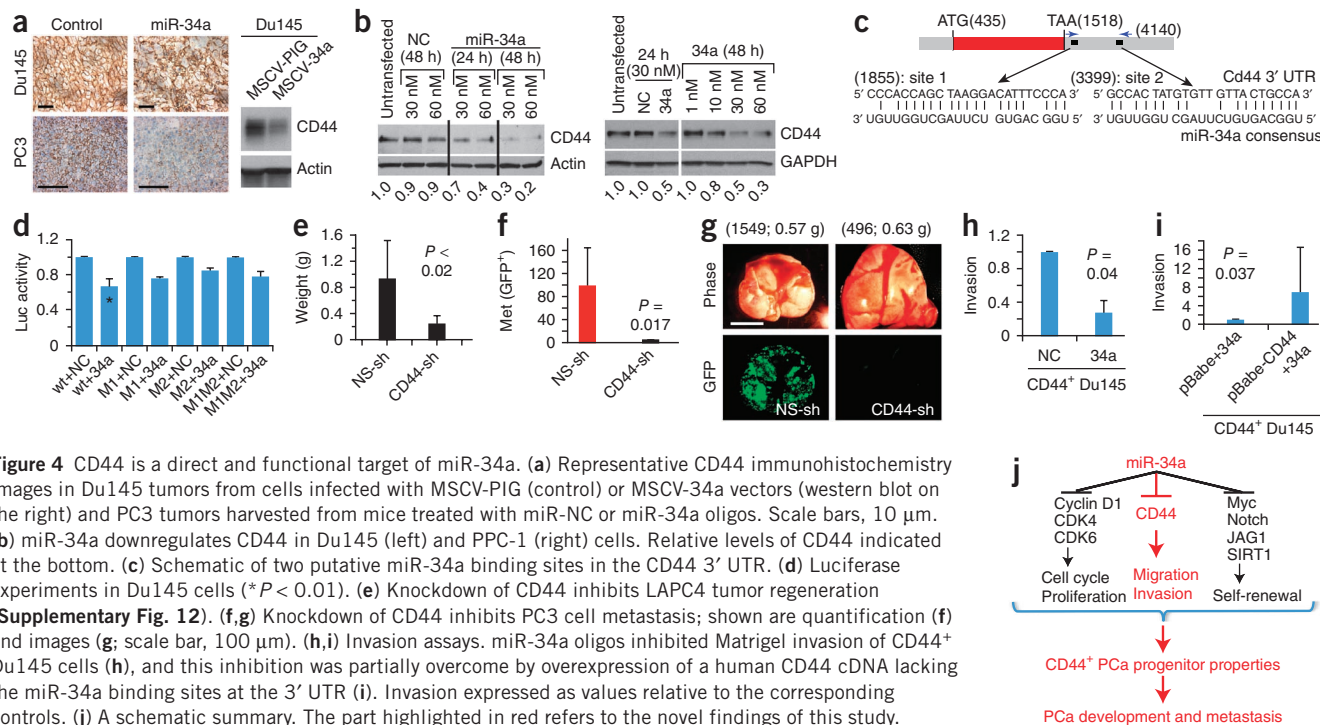 a
Control
miR-34a
Du145
MSCV-PIG
MSCV-34a
Du145
PC3
CD44
Actin
b
Untransfected
NC
(48 h)
miR-34a
(24 h)
(48 h)
30 nM
60 nM
30 nM
60 nM
30 nM
60 nM
CD44
Actin
1.0 0.9 0.9 0.7 0.4 0.3 0.2
Untransfected
24 h
(30 nM)
34a (48 h)
NC
34a
1 nM
10 nM
30 nM
60 nM
CD44
GAPDH
1.0 1.0 0.5 1.0 0.8 0.5 0.3
c
ATG(435)
TAA(1518)
(4140)
(1855): site 1
(3399): site 2
Cd44 3′ UTR
5′ CCCACCAGC TAAGGACATTTCCCA 3′
5′ GCCAC TATGTGTT GTTA CTGCCA 3′
3′ UGUUGGUCGAUUCU GUGAC GGU 5′
3′ UGUUGGU CGAUUCUGUGACGGU 5′
miR-34a consensus
d
Luc activity
1.2
0.8
0.4
0
*
wt+NC
wt+34a
M1+NC
M1+34a
M2+NC
M2+34a
M1M2+NC
M1M2+34a
e
Weight (g)
1.6
1.2
0.8
0.4
0
P <
0.02
NS-sh
CD44-sh
f
Met (GFP+)
160
120
80
40
0
P =
0.017
NS-sh
CD44-sh
g
(1549; 0.57 g)
(496; 0.63 g)
Phase
GFP
NS-sh
CD44-sh
h
Invasion
1.2
0.8
0.4
0
P =
0.04
NC
34a
CD44+ Du145
i
Invasion
18
16
12
8
4
0
P =
0.037
pBabe+34a
pBabe-CD44
+34a
CD44+ Du145
igure 4 CD44 is a direct and functional target of miR-34a. (a) Representative CD44 immunohistochemistry
mages in Du145 tumors from cells infected with MSCV-PIG (control) or MSCV-34a vectors (western blot on
he right) and PC3 tumors harvested from mice treated with miR-NC or miR-34a oligos. Scale bars, 10 μm.
b) miR-34a downregulates CD44 in Du145 (left) and PPC-1 (right) cells. Relative levels of CD44 indicated
t the bottom. (c) Schematic of two putative miR-34a binding sites in the CD44 3′ UTR. (d) Luciferase
xperiments in Du145 cells (*P < 0.01). (e) Knockdown of CD44 inhibits LAPC4 tumor regeneration
Supplementary Fig. 12). (f,g) Knockdown of CD44 inhibits PC3 cell metastasis; shown are quantification (f)
nd images (g; scale bar, 100 μm). (h,i) Invasion assays. miR-34a oligos inhibited Matrigel invasion of CD44+
u145 cells (h), and this inhibition was partially overcome by overexpression of a human CD44 cDNA lacking
he miR-34a binding sites at the 3′ UTR (i). Invasion expressed as values relative to the corresponding
ontrols. (j) A schematic summary. The part highlighted in red refers to the novel findings of this study.
j
miR-34a
Cyclin D1
CDK4
CDK6
CD44
Myc
Notch
JAG1
SIRT1
Cell cycle
Proliferation
Migration
Invasion
Self-renewal
CD44+ PCa progenitor properties
PCa development and metastasis